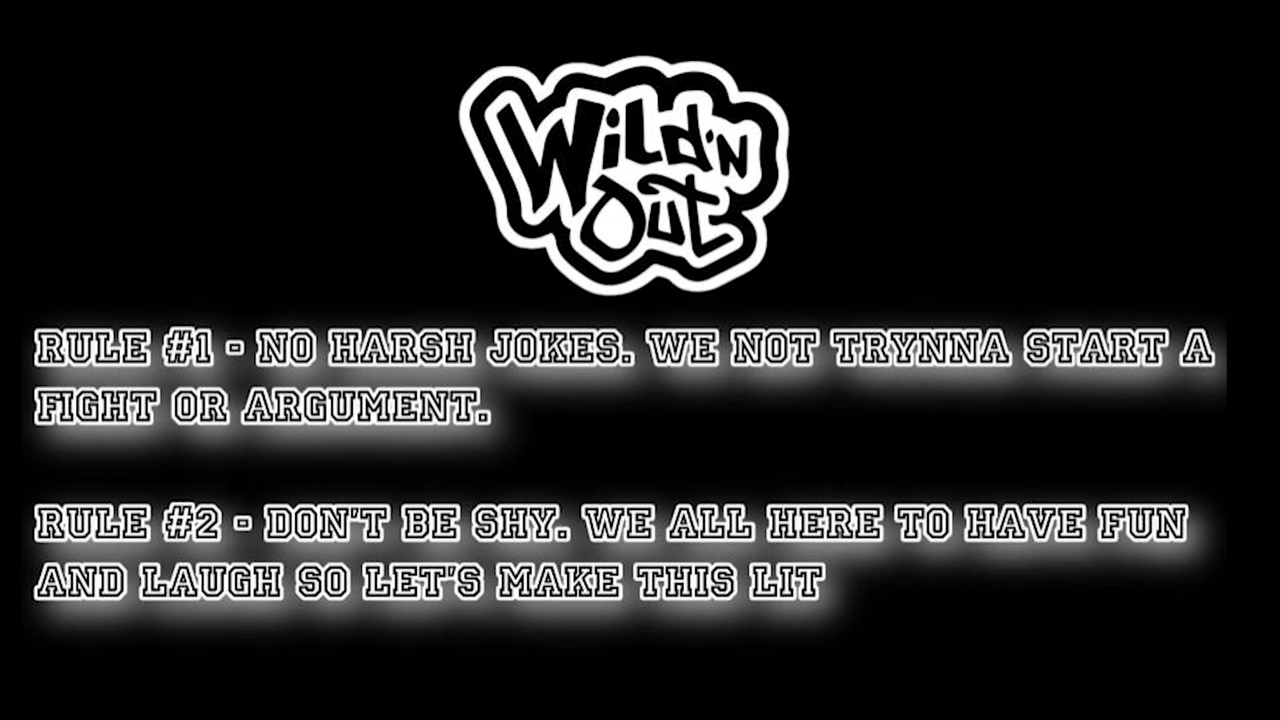 Wild'n
Out
RULE #1 - NO HARSH JOKES. WE NOT TRYNNA START A
FIGHT OR ARGUMENT.
RULE #2 - DON'T BE SHY. WE ALL HERE TO HAVE FUN
AND LAUGH SO LET'S MAKE THIS LIT